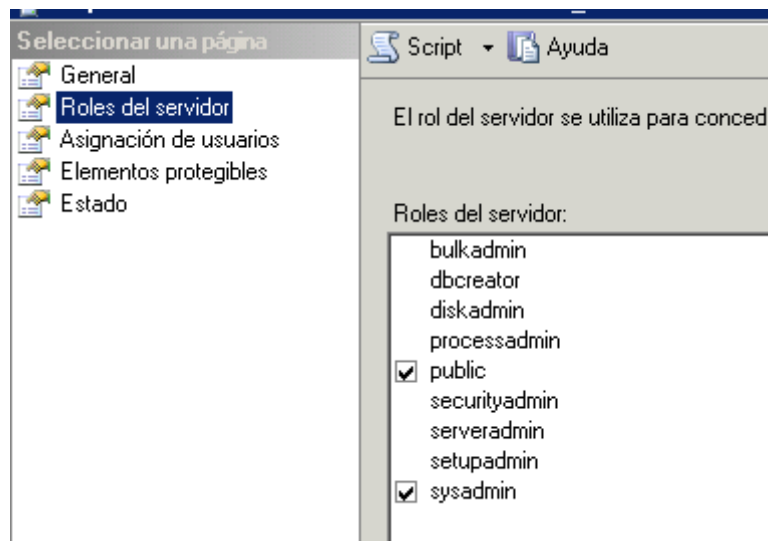 Seleccionar una página
General
Roles del servidor
Asignación de usuarios
Elementos protegibles
Estado
Script
Ayuda
El rol del servidor se utiliza para conced
Roles del servidor:
bulkadmin
dbcreator
diskadmin
processadmin
public
securityadmin
serveradmin
setupadmin
sysadmin